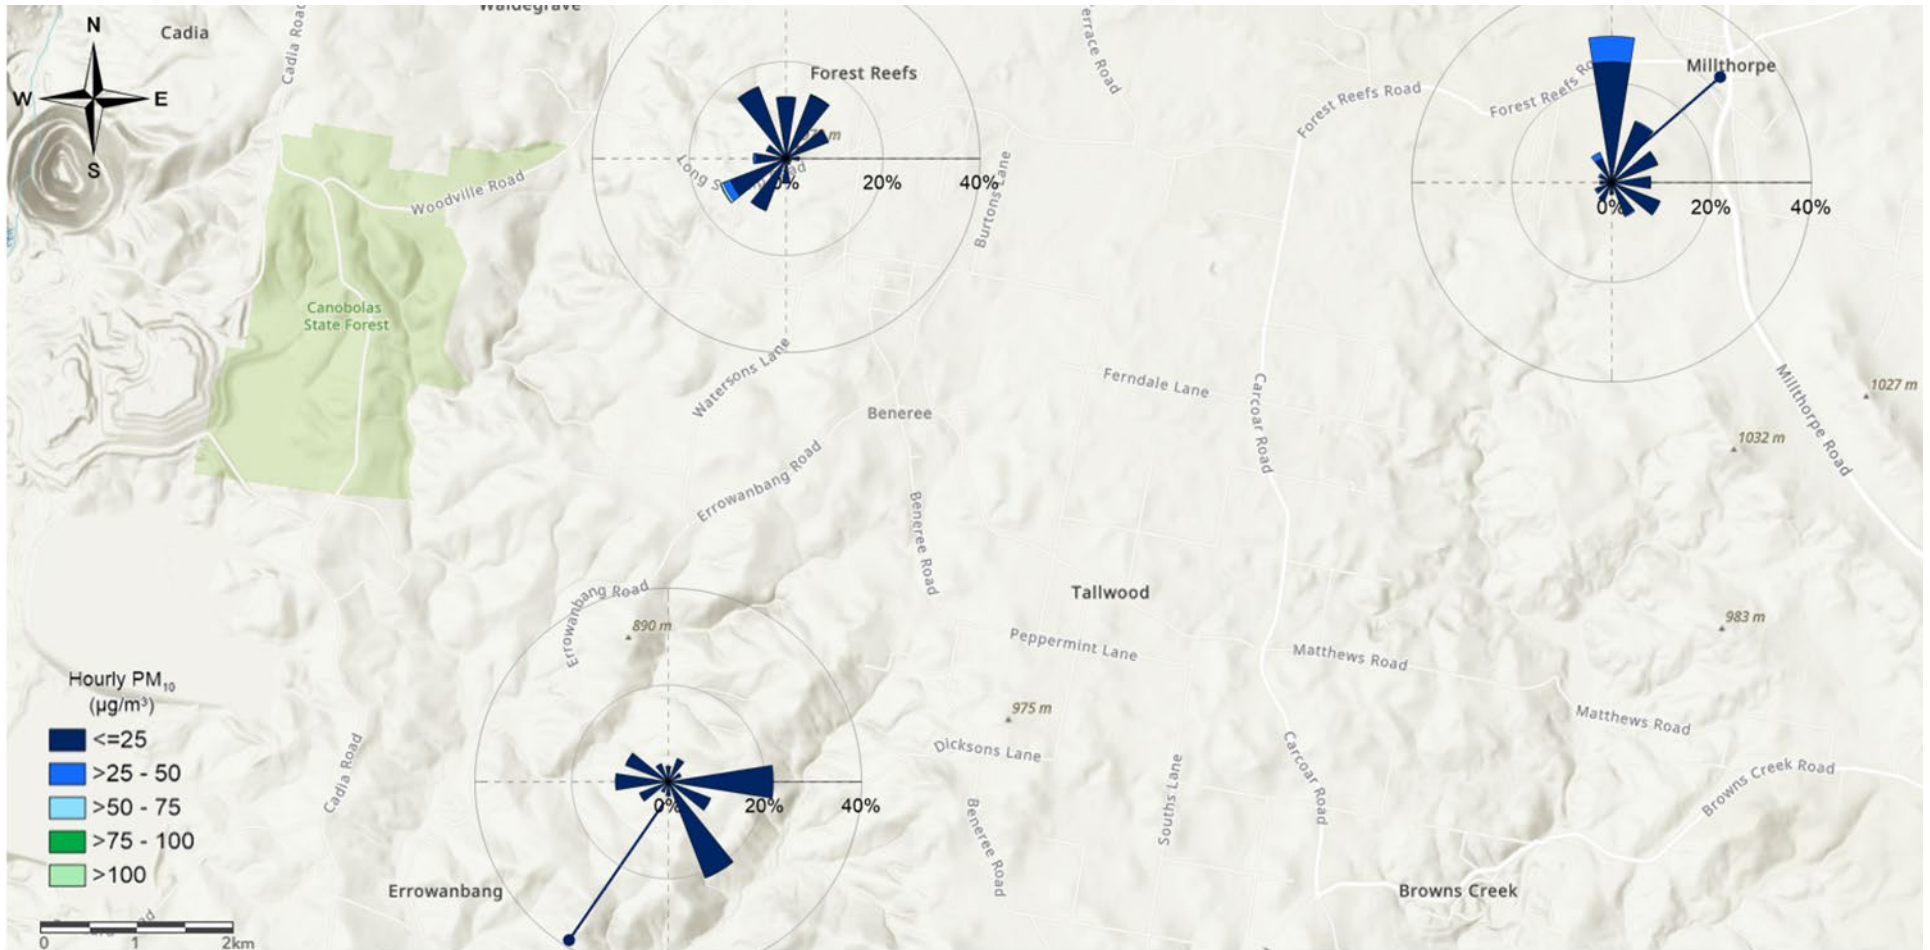 Waldegrave
N
Cadia
W
E
S
Cadia Road
Forest Reefs
Millthorpe
Forest Reefs Road
Forest Reefs Ro
Woodville Road
0%
20%
40%
0%
20%
40%
Burtons Lane
Canobolas
State Forest
Watersons Lane
Ferndale Lane
Carcoar Road
Millthorpe Road
1027 m
1032 m
Beneree
Errowanbang Road
Beneree Road
Errowanbang Road
890 m
Tallwood
983 m
Peppermint Lane
Matthews Road
Hourly PM10
(µg/m³)
<=25
>25 - 50
>50 - 75
>75 - 100
>100
975 m
Matthews Road
Dicksons Lane
Cadia Road
Souths Lane
Carcoar Road
Browns Creek Road
0%
20%
40%
Beneree Road
Errowanbang
Browns Creek
0
1
2km